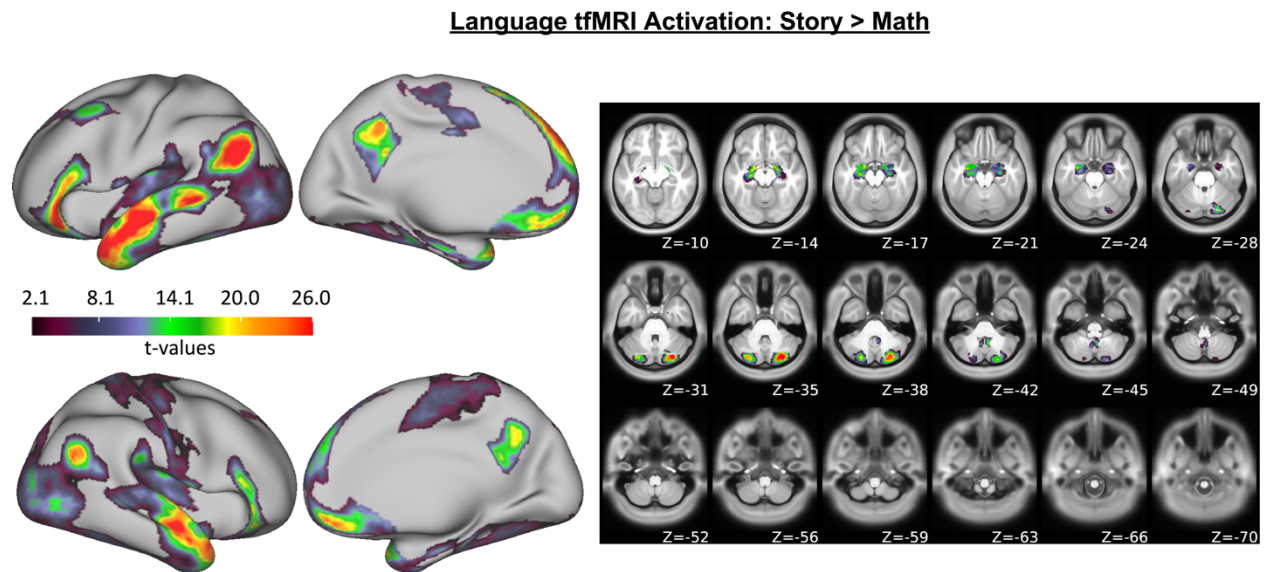 Language tfMRI Activation: Story > Math
2.1 8.1 14.1 20.0 26.0
t-values
Z=-10 Z=-14 Z=-17 Z=-21 Z=-24 Z=-28
Z=-31 Z=-35 Z=-38 Z=-42 Z=-45 Z=-49
Z=-52 Z=-56 Z=-59 Z=-63 Z=-66 Z=-70